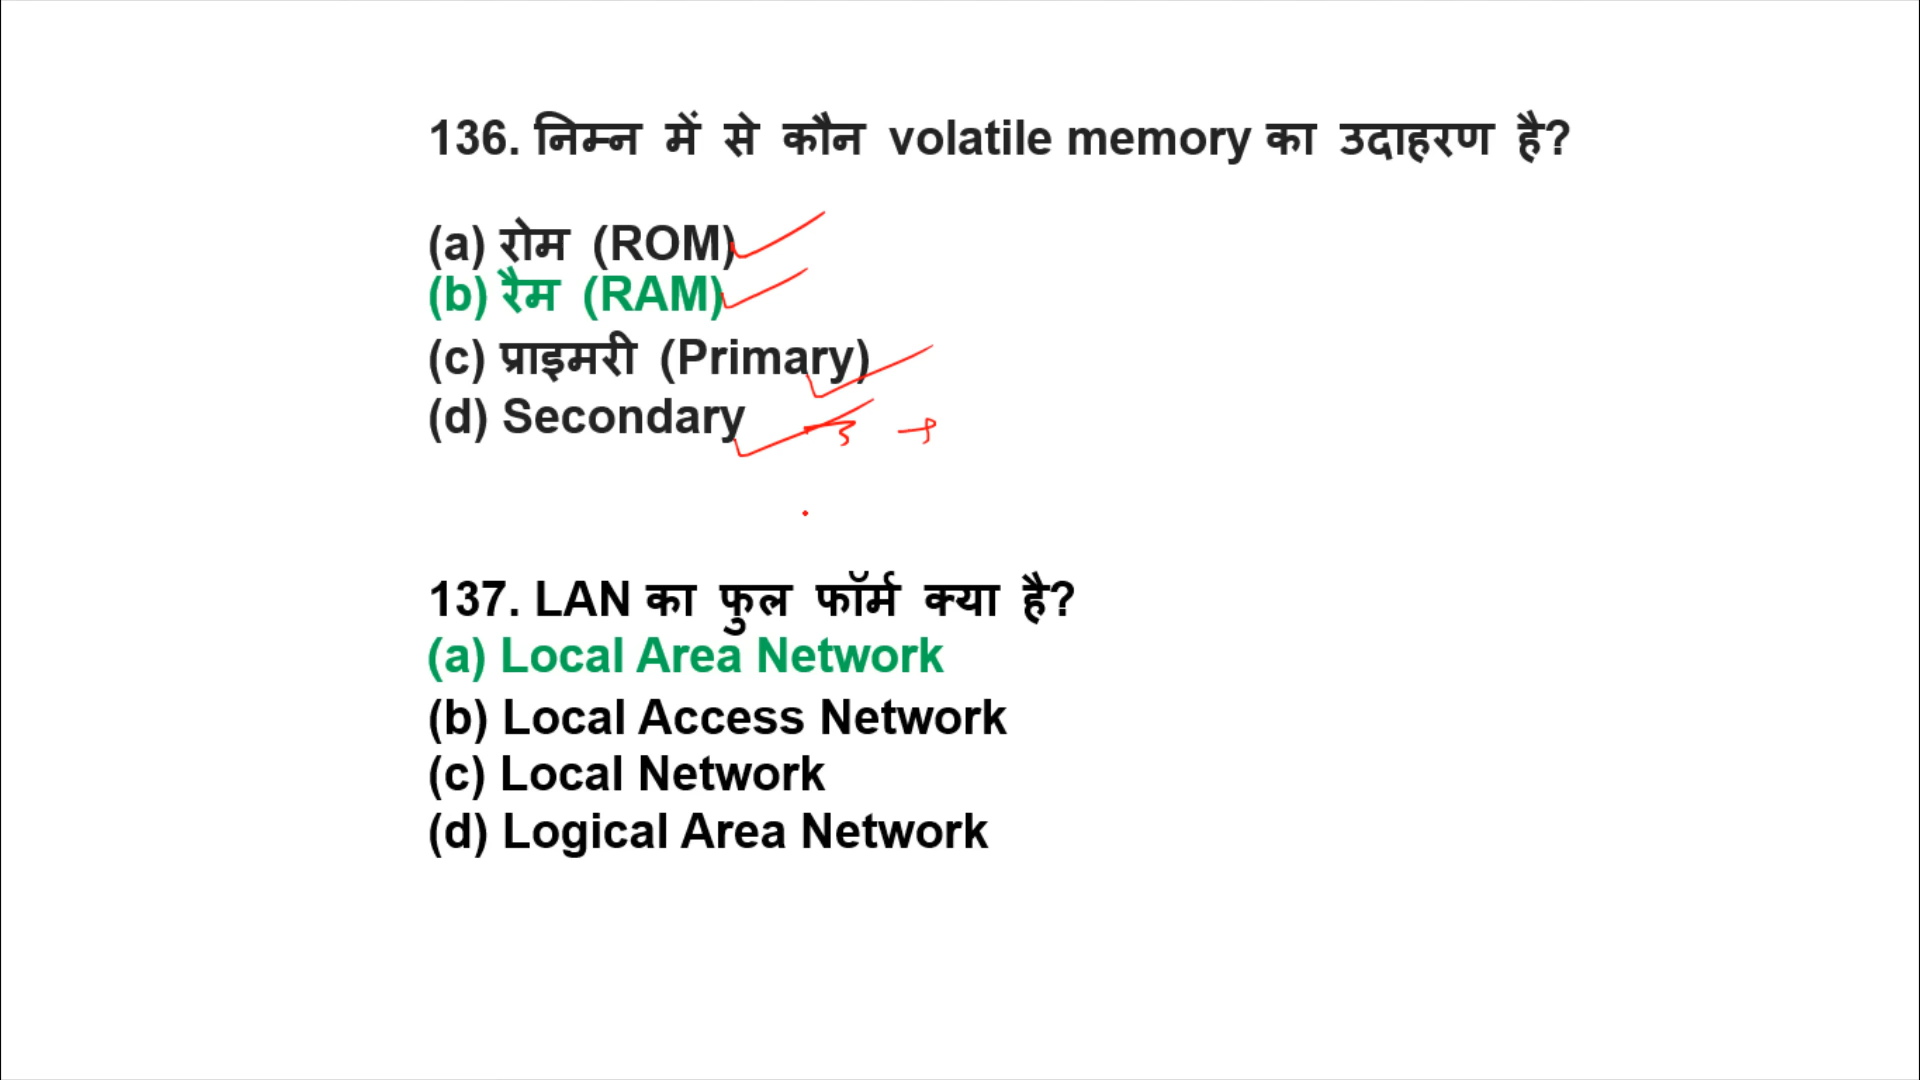 136. निम्न में से कौन volatile memory का उदाहरण है?
(a) रोम (ROM)
(b) रैम (RAM)
(c) प्राइमरी (Primary)
(d) Secondary
137. LAN का फुल फॉर्म क्या है?
(a) Local Area Network
(b) Local Access Network
(c) Local Network
(d) Logical Area Network